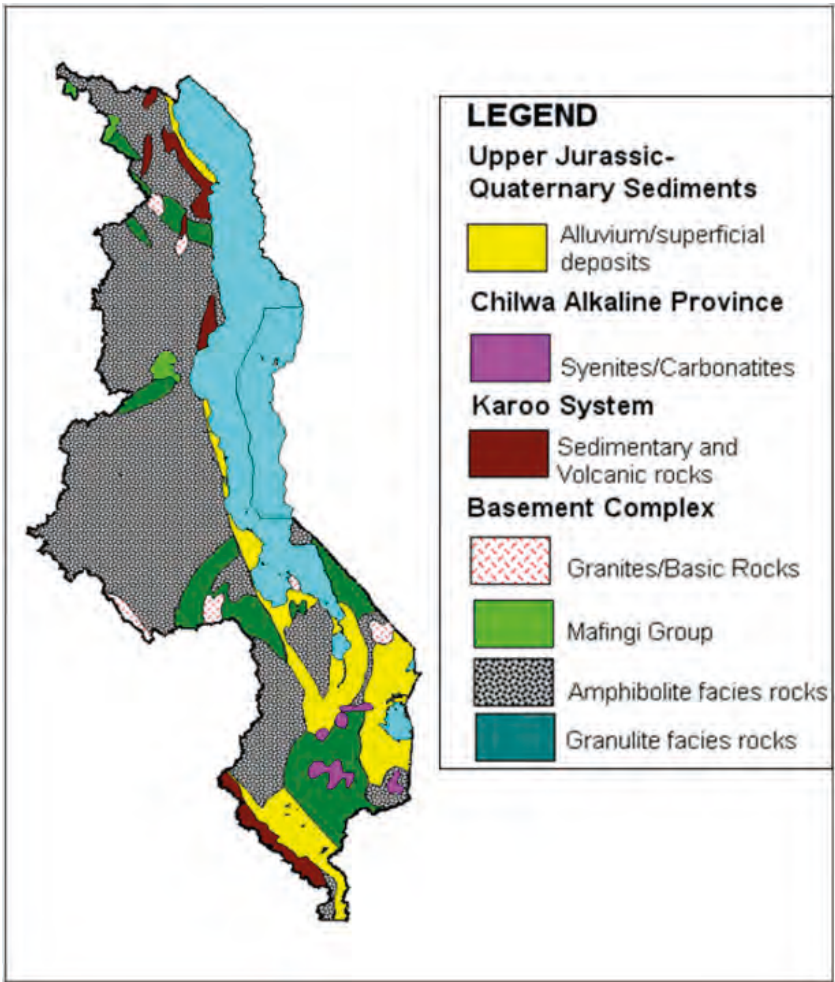 LEGEND
Upper Jurassic-
Quaternary Sediments
Alluvium/superficial
deposits
Chilwa Alkaline Province
Syenites/Carbonatites
Karoo System
Sedimentary and
Volcanic rocks
Basement Complex
Granites/Basic Rocks
Mafingi Group
Amphibolite facies rocks
Granulite facies rocks